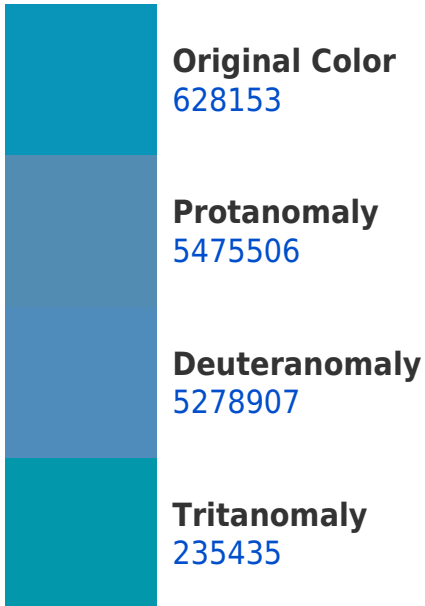 Original Color
628153
Protanomaly
5475506
Deuteranomaly
5278907
Tritanomaly
235435